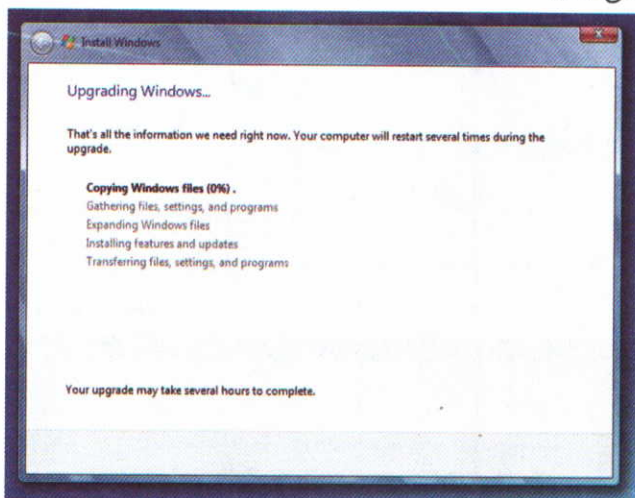 Install Windows
Upgrading Windows...
That's all the information we need right now. Your computer will restart several times during the
upgrade.
Copying Windows files (0%) .
Gathering files, settings, and programs
Expanding Windows files
Installing features and updates
Transferring files, settings, and programs
Your upgrade may take several hours to complete.